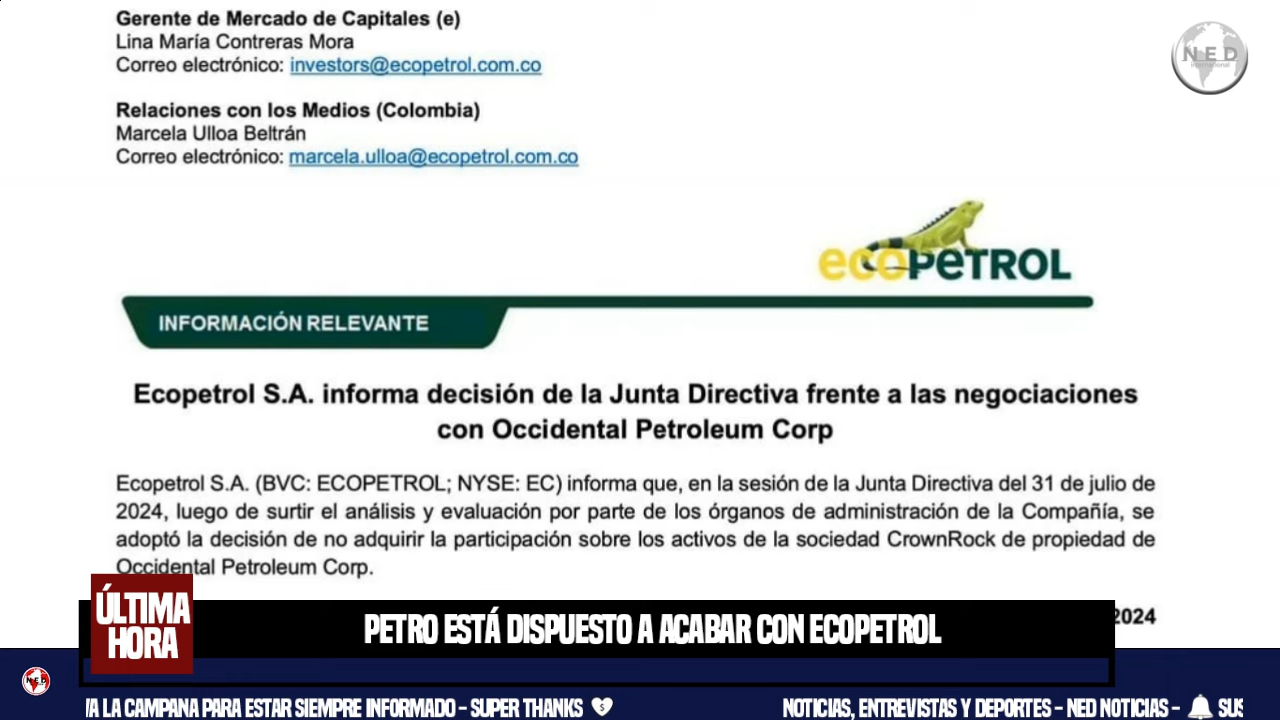 Gerente de Mercado de Capitales (e)
Lina María Contreras Mora
Correo electrónico: investors@ecopetrol.com.co
NED
international
Relaciones con los Medios (Colombia)
Marcela Ulloa Beltrán
Correo electrónico: marcela.ulloa@ecopetrol.com.co
ecoPETROL
INFORMACIÓN RELEVANTE
Ecopetrol S.A. informa decisión de la Junta Directiva frente a las negociaciones
con Occidental Petroleum Corp
Ecopetrol S.A. (BVC: ECOPETROL; NYSE: EC) informa que, en la sesión de la Junta Directiva del 31 de julio de
2024, luego de surtir el análisis y evaluación por parte de los órganos de administración de la Compañía, se
adoptó la decisión de no adquirir la participación sobre los activos de la sociedad CrownRock de propiedad de
Occidental Petroleum Corp.
2024
ÚLTIMA
HORA
PETRO ESTÁ DISPUESTO A ACABAR CON ECOPETROL
NED
VA LA CAMPANA PARA ESTAR SIEMPRE INFORMADO - SUPER THANKS NOTICIAS, ENTREVISTAS Y DEPORTES - NED NOTICIAS - SUS